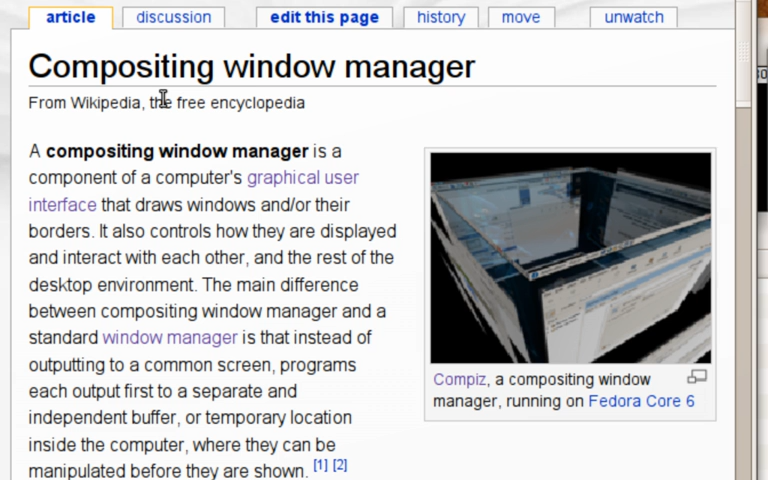 article discussion edit this page history move unwatch
Compositing window manager
From Wikipedia, the free encyclopedia
A compositing window manager is a
component of a computer's graphical user
interface that draws windows and/or their
borders. It also controls how they are displayed
and interact with each other, and the rest of the
desktop environment. The main difference
between compositing window manager and a
standard window manager is that instead of
outputting to a common screen, programs
each output first to a separate and
independent buffer, or temporary location
inside the computer, where they can be
manipulated before they are shown. [1] [2]
Compiz, a compositing window
manager, running on Fedora Core 6